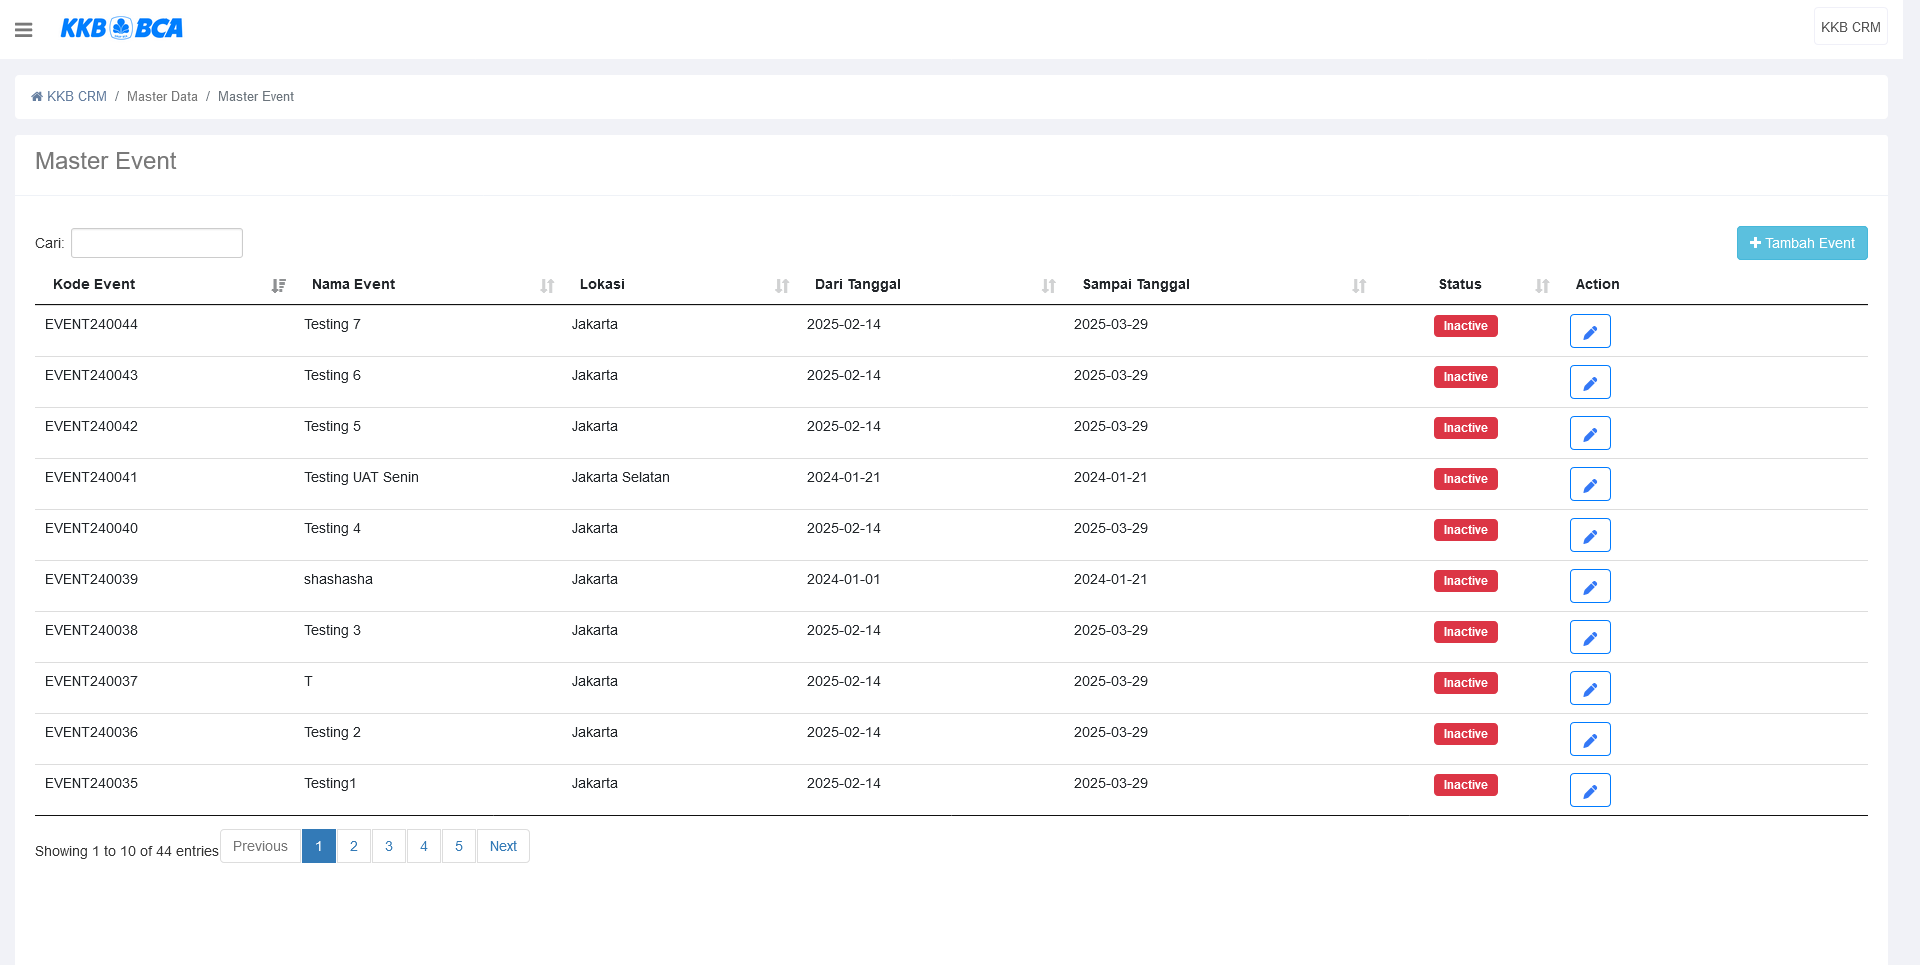 KKB BCA
KKB CRM
KKB CRM / Master Data / Master Event
Master Event
Cari:
Tambah Event
Kode Event Nama Event Lokasi Dari Tanggal Sampai Tanggal Status Action
EVENT240044 Testing 7 Jakarta 2025-02-14 2025-03-29 Inactive
EVENT240043 Testing 6 Jakarta 2025-02-14 2025-03-29 Inactive
EVENT240042 Testing 5 Jakarta 2025-02-14 2025-03-29 Inactive
EVENT240041 Testing UAT Senin Jakarta Selatan 2024-01-21 2024-01-21 Inactive
EVENT240040 Testing 4 Jakarta 2025-02-14 2025-03-29 Inactive
EVENT240039 shashasha Jakarta 2024-01-01 2024-01-21 Inactive
EVENT240038 Testing 3 Jakarta 2025-02-14 2025-03-29 Inactive
EVENT240037 T Jakarta 2025-02-14 2025-03-29 Inactive
EVENT240036 Testing 2 Jakarta 2025-02-14 2025-03-29 Inactive
EVENT240035 Testing1 Jakarta 2025-02-14 2025-03-29 Inactive
Showing 1 to 10 of 44 entries Previous 1 2 3 4 5 Next